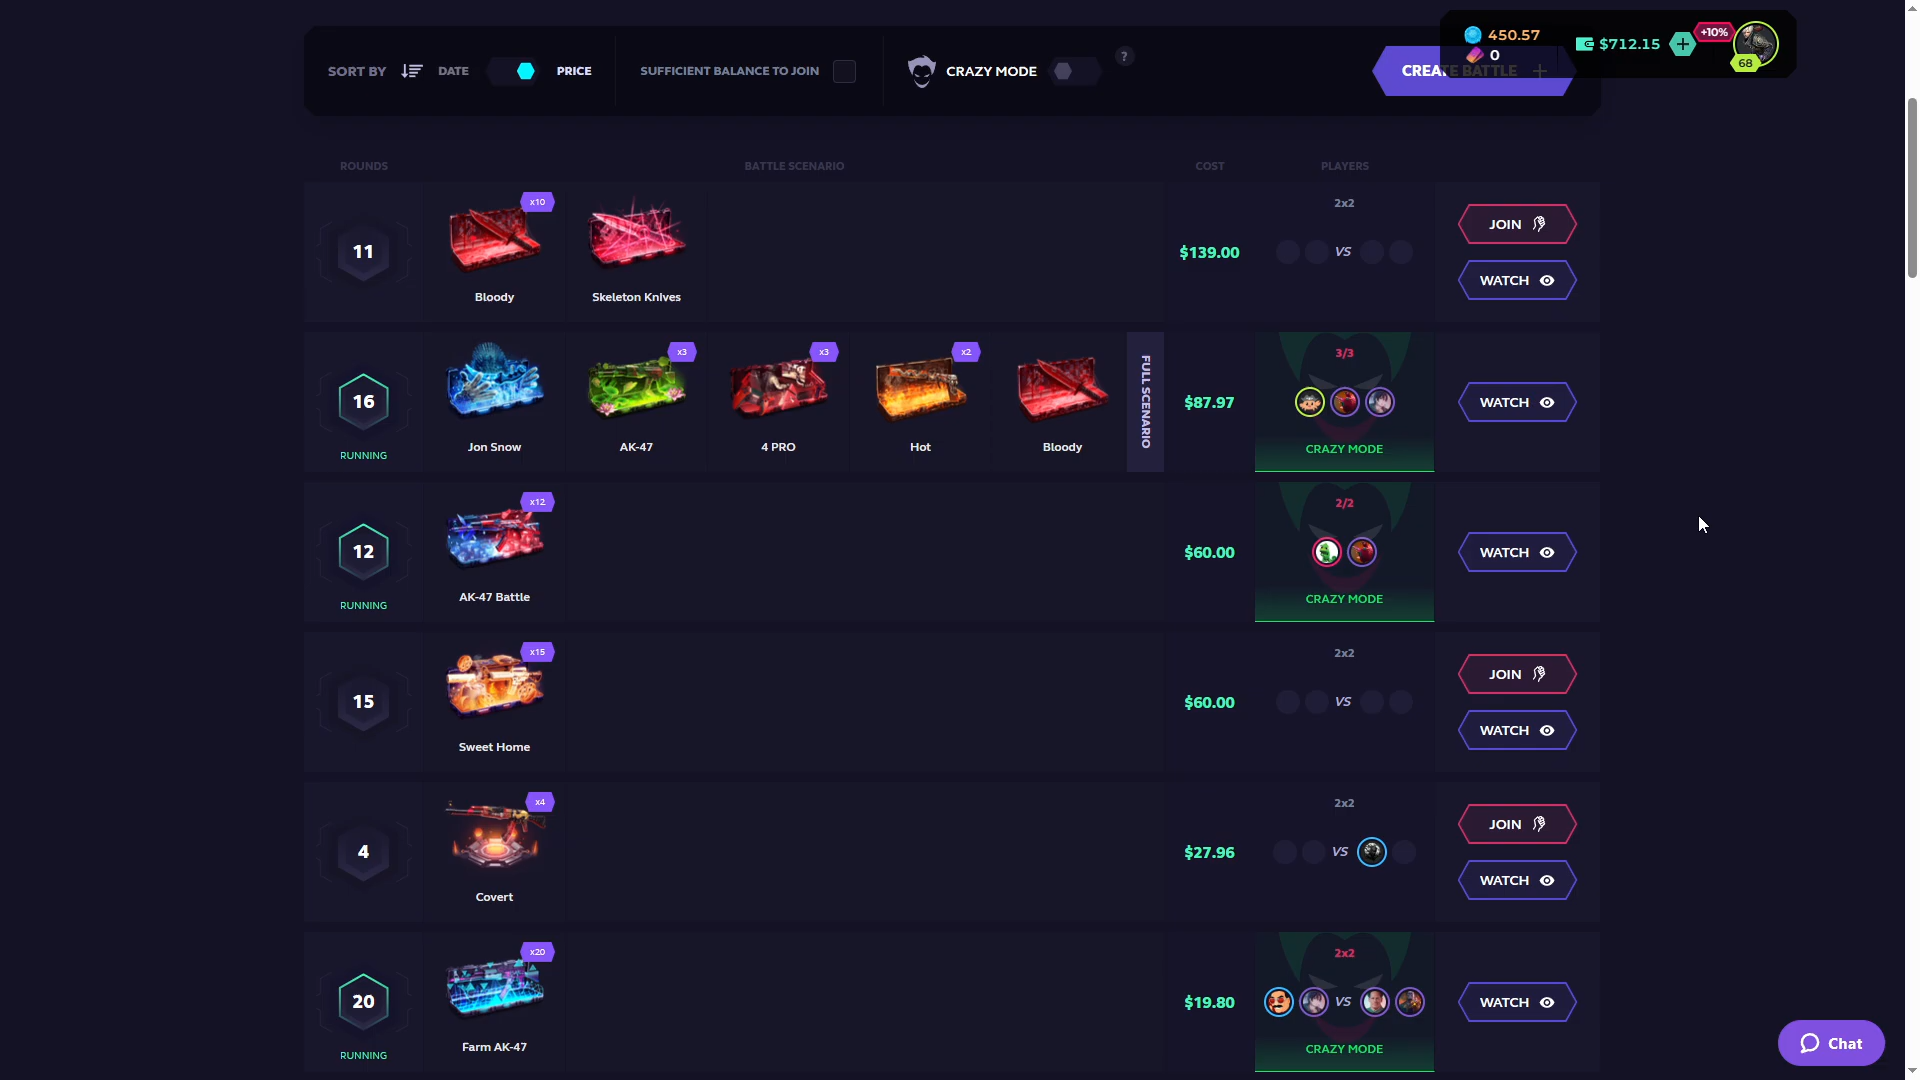 450.57
0
$712.15
+10%
68
SORT BY
DATE
PRICE
SUFFICIENT BALANCE TO JOIN
CRAZY MODE
?
CREATE BATTLE
ROUNDS
BATTLE SCENARIO
COST
PLAYERS
11
x10
Bloody
Skeleton Knives
$139.00
2x2
VS
JOIN
WATCH
16
RUNNING
Jon Snow
x3
AK-47
x3
4 PRO
x2
Hot
Bloody
FULL SCENARIO
$87.97
3/3
CRAZY MODE
WATCH
12
RUNNING
x12
AK-47 Battle
$60.00
2/2
CRAZY MODE
WATCH
15
x15
Sweet Home
$60.00
2x2
VS
JOIN
WATCH
4
x4
Covert
$27.96
2x2
VS
JOIN
WATCH
20
RUNNING
x20
Farm AK-47
$19.80
2x2
VS
CRAZY MODE
WATCH
Chat